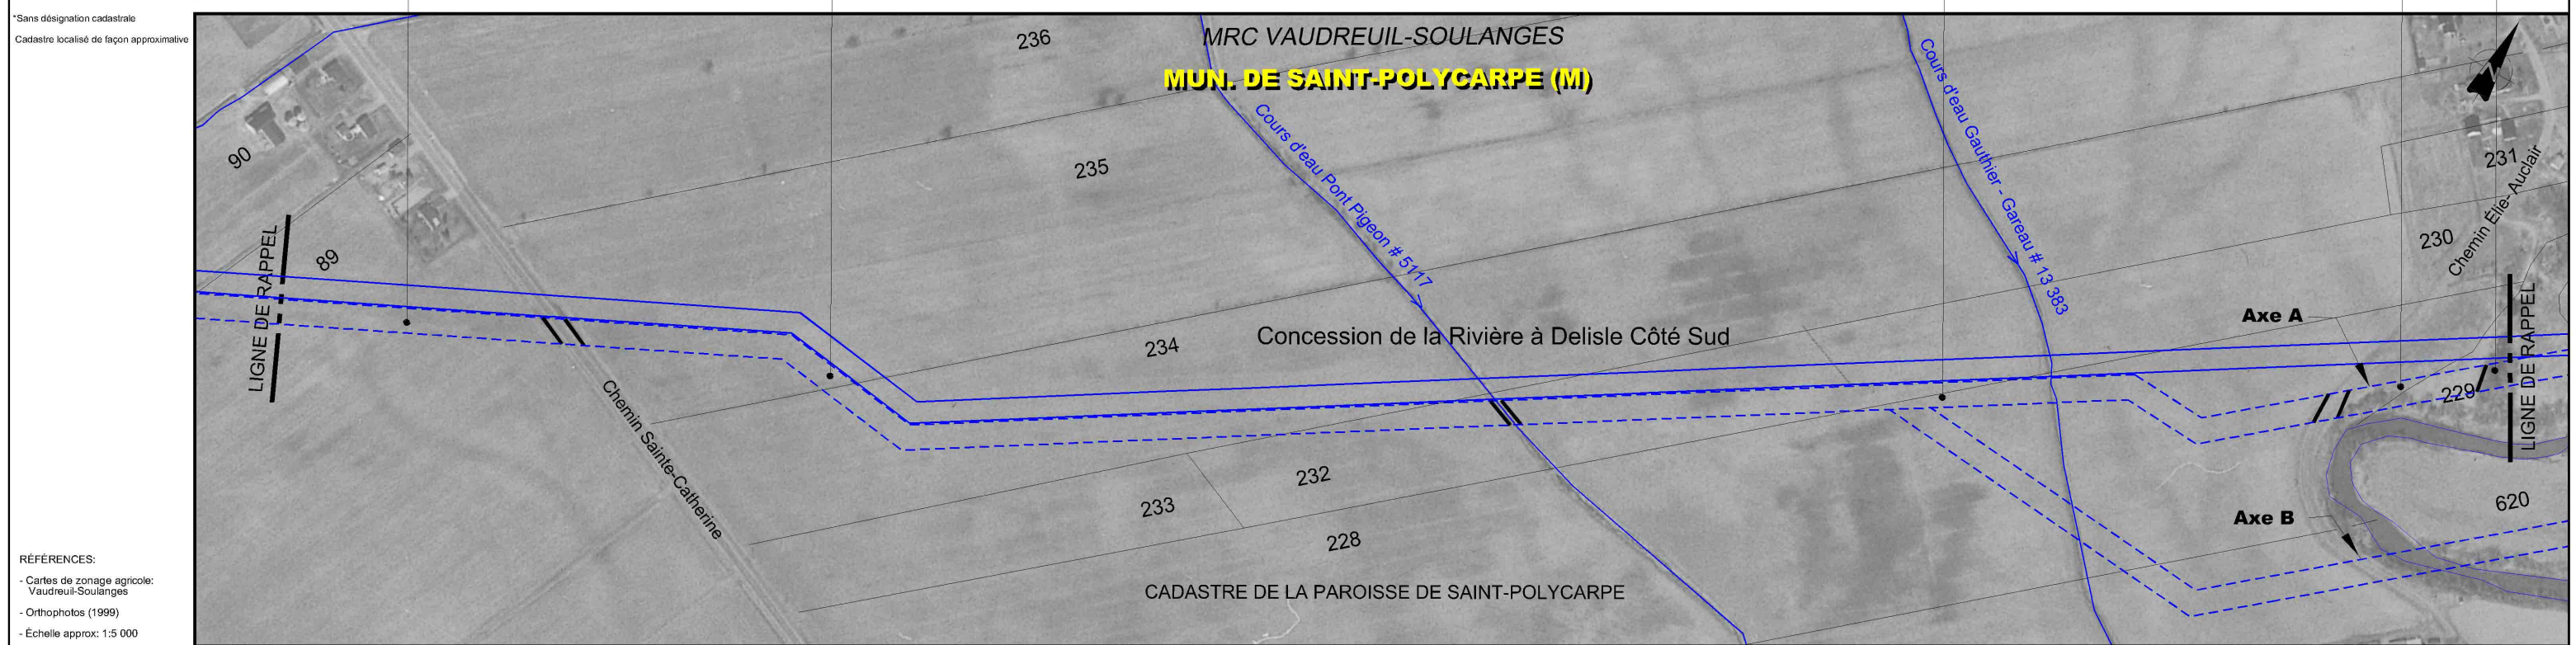 *Sans désignation cadastrale
Cadastre localisé de façon approximative
236
MRC VAUDREUIL-SOULANGES
MUN. DE SAINT-POLYCARPE (M)
Cours d'eau Pont Pigeon # 5117
Cours d'eau Gauthier - Gareau # 13 383
90
235
231
Chemin Élie-Auclair
230
89
LIGNE DE RAPPEL
234
Concession de la Rivière à Delisle Côté Sud
Axe A
229
LIGNE DE RAPPEL
Chemin Sainte-Catherine
232
233
228
Axe B
620
CADASTRE DE LA PAROISSE DE SAINT-POLYCARPE
RÉFÉRENCES:
- Cartes de zonage agricole:
Vaudreuil-Soulanges
- Orthophotos (1999)
- Échelle approx: 1:5 000